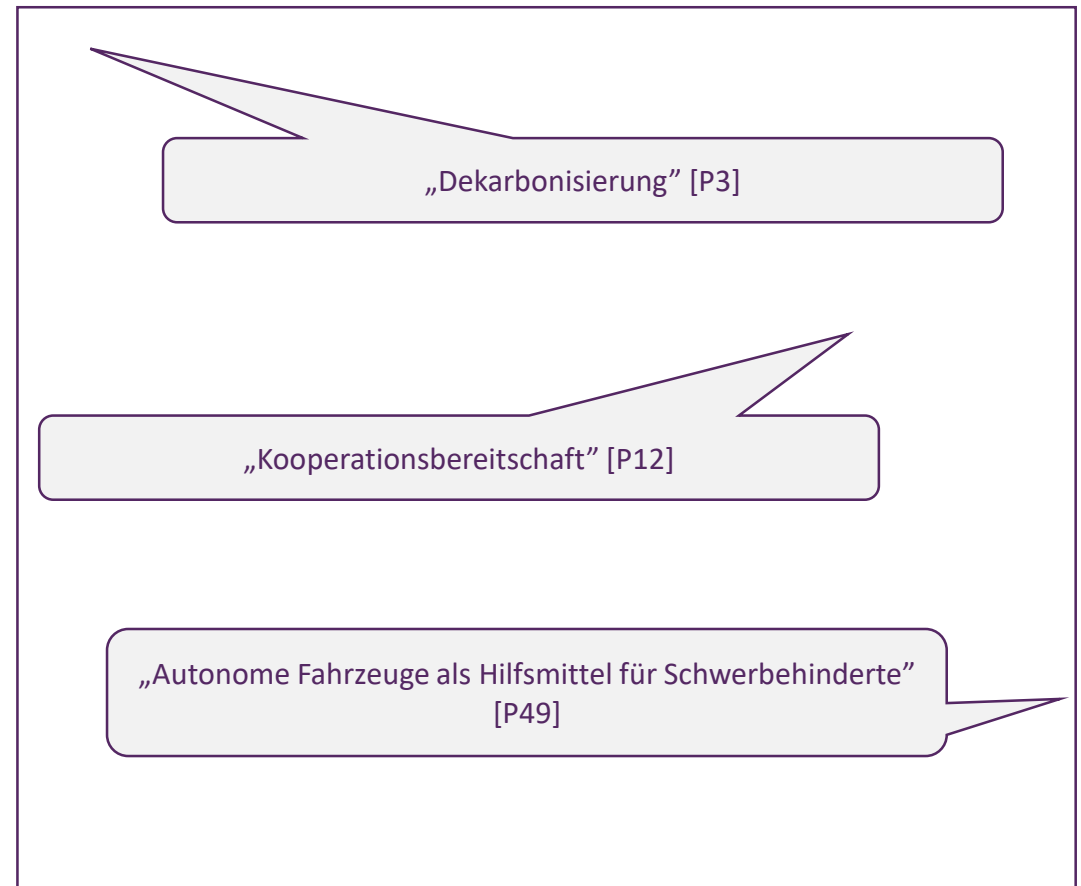 „Dekarbonisierung” [P3]
„Kooperationsbereitschaft” [P12]
„Autonome Fahrzeuge als Hilfsmittel für Schwerbehinderte”
[P49]